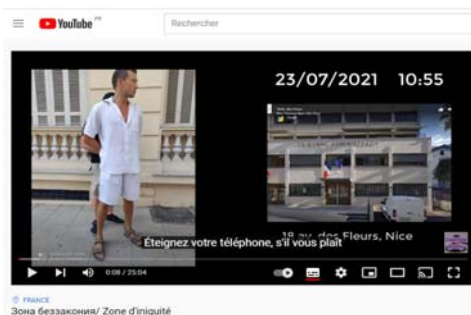 YouTube FR
Rechercher
23/07/2021 10:55
18 av. des Fleurs, Nice
Éteignez votre téléphone, s'il vous plaît
0:08 / 25:04
FRANCE
Зона беззакония/ Zone d'iniquité